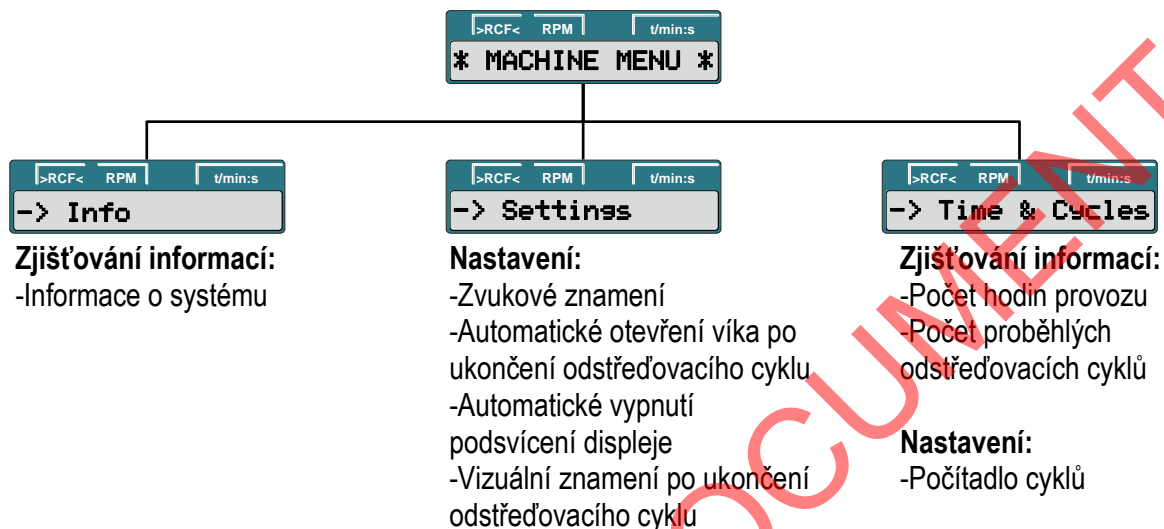 >RCF< RPM t/min:s
* MACHINE MENU *
>RCF< RPM t/min:s
-> Info
Zjišťování informací:
-Informace o systému
>RCF< RPM t/min:s
-> Settings
Nastavení:
-Zvukové znamení
-Automatické otevření víka po
ukončení odstřeďovacího cyklu
-Automatické vypnutí
podsvícení displeje
-Vizuální znamení po ukončení
odstřeďovacího cyklu
>RCF< RPM t/min:s
-> Time & Cycles
Zjišťování informací:
-Počet hodin provozu
-Počet proběhlých
odstřeďovacích cyklů
Nastavení:
-Počítadlo cyklů
OCUMENT